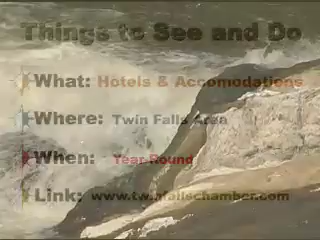 Things to See and Do
What: Hotels & Accomodations
Where: Twin Falls Area
When: Year Round
Link: www.twinfallschamber.com